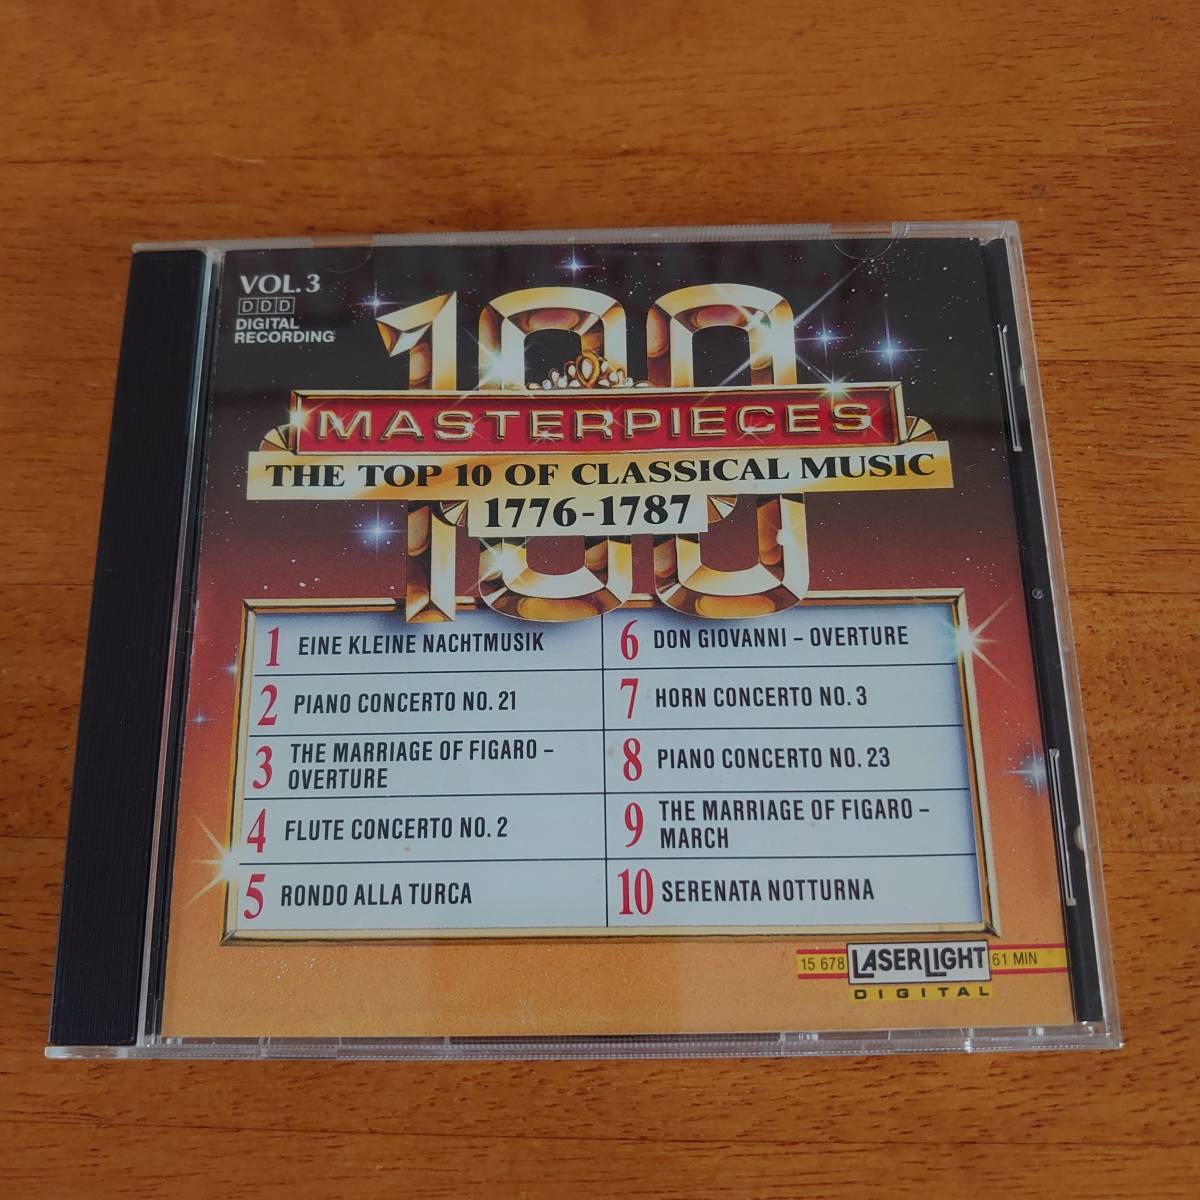 VOL. 3
DDD
DIGITAL
RECORDING
100
MASTERPIECES
THE TOP 10 OF CLASSICAL MUSIC
1776-1787
100
1 EINE KLEINE NACHTMUSIK
2 PIANO CONCERTO NO. 21
3 THE MARRIAGE OF FIGARO –
OVERTURE
4 FLUTE CONCERTO NO. 2
5 RONDO ALLA TURCA
6 DON GIOVANNI – OVERTURE
7 HORN CONCERTO NO. 3
8 PIANO CONCERTO NO. 23
9 THE MARRIAGE OF FIGARO –
MARCH
10 SERENATA NOTTURNA
15 678 LASERLIGHT 61 MIN
DIGITAL